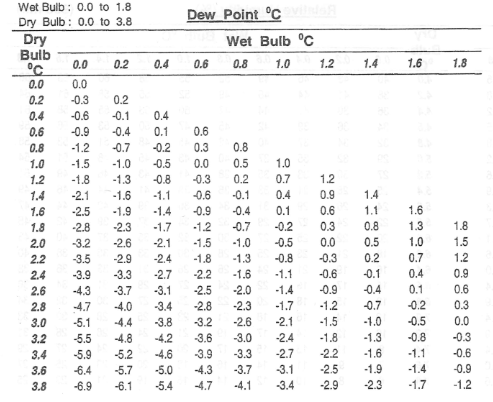 Wet Bulb: 0.0 to 1.8
Dry Bulb: 0.0 to 3.8
Dew Point °C
Dry Bulb °C
Wet Bulb °C
0.0 0.2 0.4 0.6 0.8 1.0 1.2 1.4 1.6 1.8
0.0 0.0
0.2 -0.3 0.2
0.4 -0.6 -0.1 0.4
0.6 -0.9 -0.4 0.1 0.6
0.8 -1.2 -0.7 -0.2 0.3 0.8
1.0 -1.5 -1.0 -0.5 0.0 0.5 1.0
1.2 -1.8 -1.3 -0.8 -0.3 0.2 0.7 1.2
1.4 -2.1 -1.6 -1.1 -0.6 -0.1 0.4 0.9 1.4
1.6 -2.5 -1.9 -1.4 -0.9 -0.4 0.1 0.6 1.1 1.6
1.8 -2.8 -2.3 -1.7 -1.2 -0.7 -0.2 0.3 0.8 1.3 1.8
2.0 -3.2 -2.6 -2.1 -1.5 -1.0 -0.5 0.0 0.5 1.0 1.5
2.2 -3.5 -2.9 -2.4 -1.8 -1.3 -0.8 -0.3 0.2 0.7 1.2
2.4 -3.9 -3.3 -2.7 -2.2 -1.6 -1.1 -0.6 -0.1 0.4 0.9
2.6 -4.3 -3.7 -3.1 -2.5 -2.0 -1.4 -0.9 -0.4 0.1 0.6
2.8 -4.7 -4.0 -3.4 -2.8 -2.3 -1.7 -1.2 -0.7 -0.2 0.3
3.0 -5.1 -4.4 -3.8 -3.2 -2.6 -2.1 -1.5 -1.0 -0.5 0.0
3.2 -5.5 -4.8 -4.2 -3.6 -3.0 -2.4 -1.8 -1.3 -0.8 -0.3
3.4 -5.9 -5.2 -4.6 -3.9 -3.3 -2.7 -2.2 -1.6 -1.1 -0.6
3.6 -6.4 -5.7 -5.0 -4.3 -3.7 -3.1 -2.5 -1.9 -1.4 -0.9
3.8 -6.9 -6.1 -5.4 -4.7 -4.1 -3.4 -2.9 -2.3 -1.7 -1.2